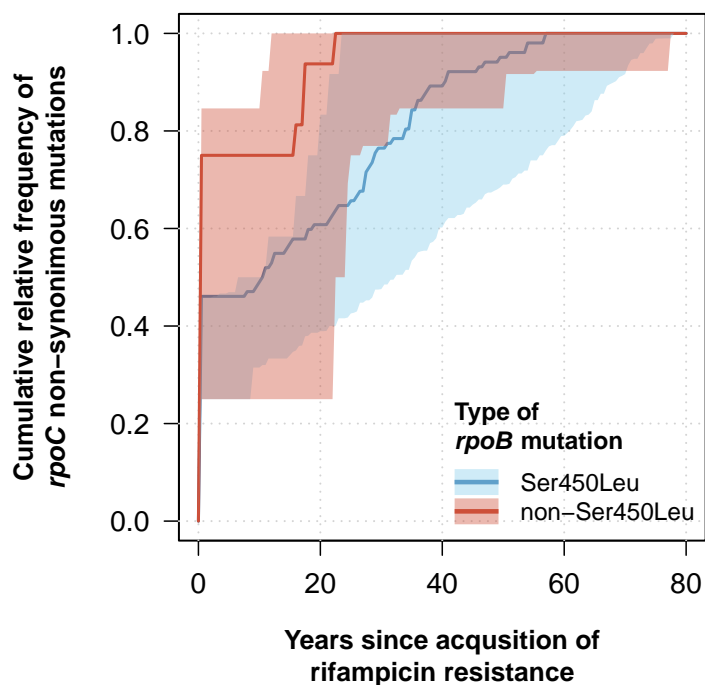 Cumulative relative frequency of
rpoC non−synonimous mutations
1.0
0.8
0.6
0.4
0.2
0.0
0
20
40
60
80
Type of
rpoB mutation
Ser450Leu
non−Ser450Leu
Years since acqusition of
rifampicin resistance